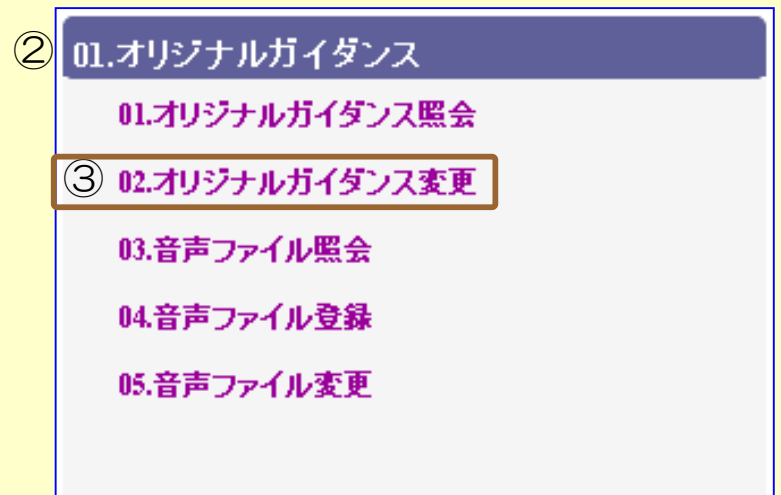 ② 01.オリジナルガイダンス
01.オリジナルガイダンス照会
③ 02.オリジナルガイダンス変更
03.音声ファイル照会
04.音声ファイル登録
05.音声ファイル変更